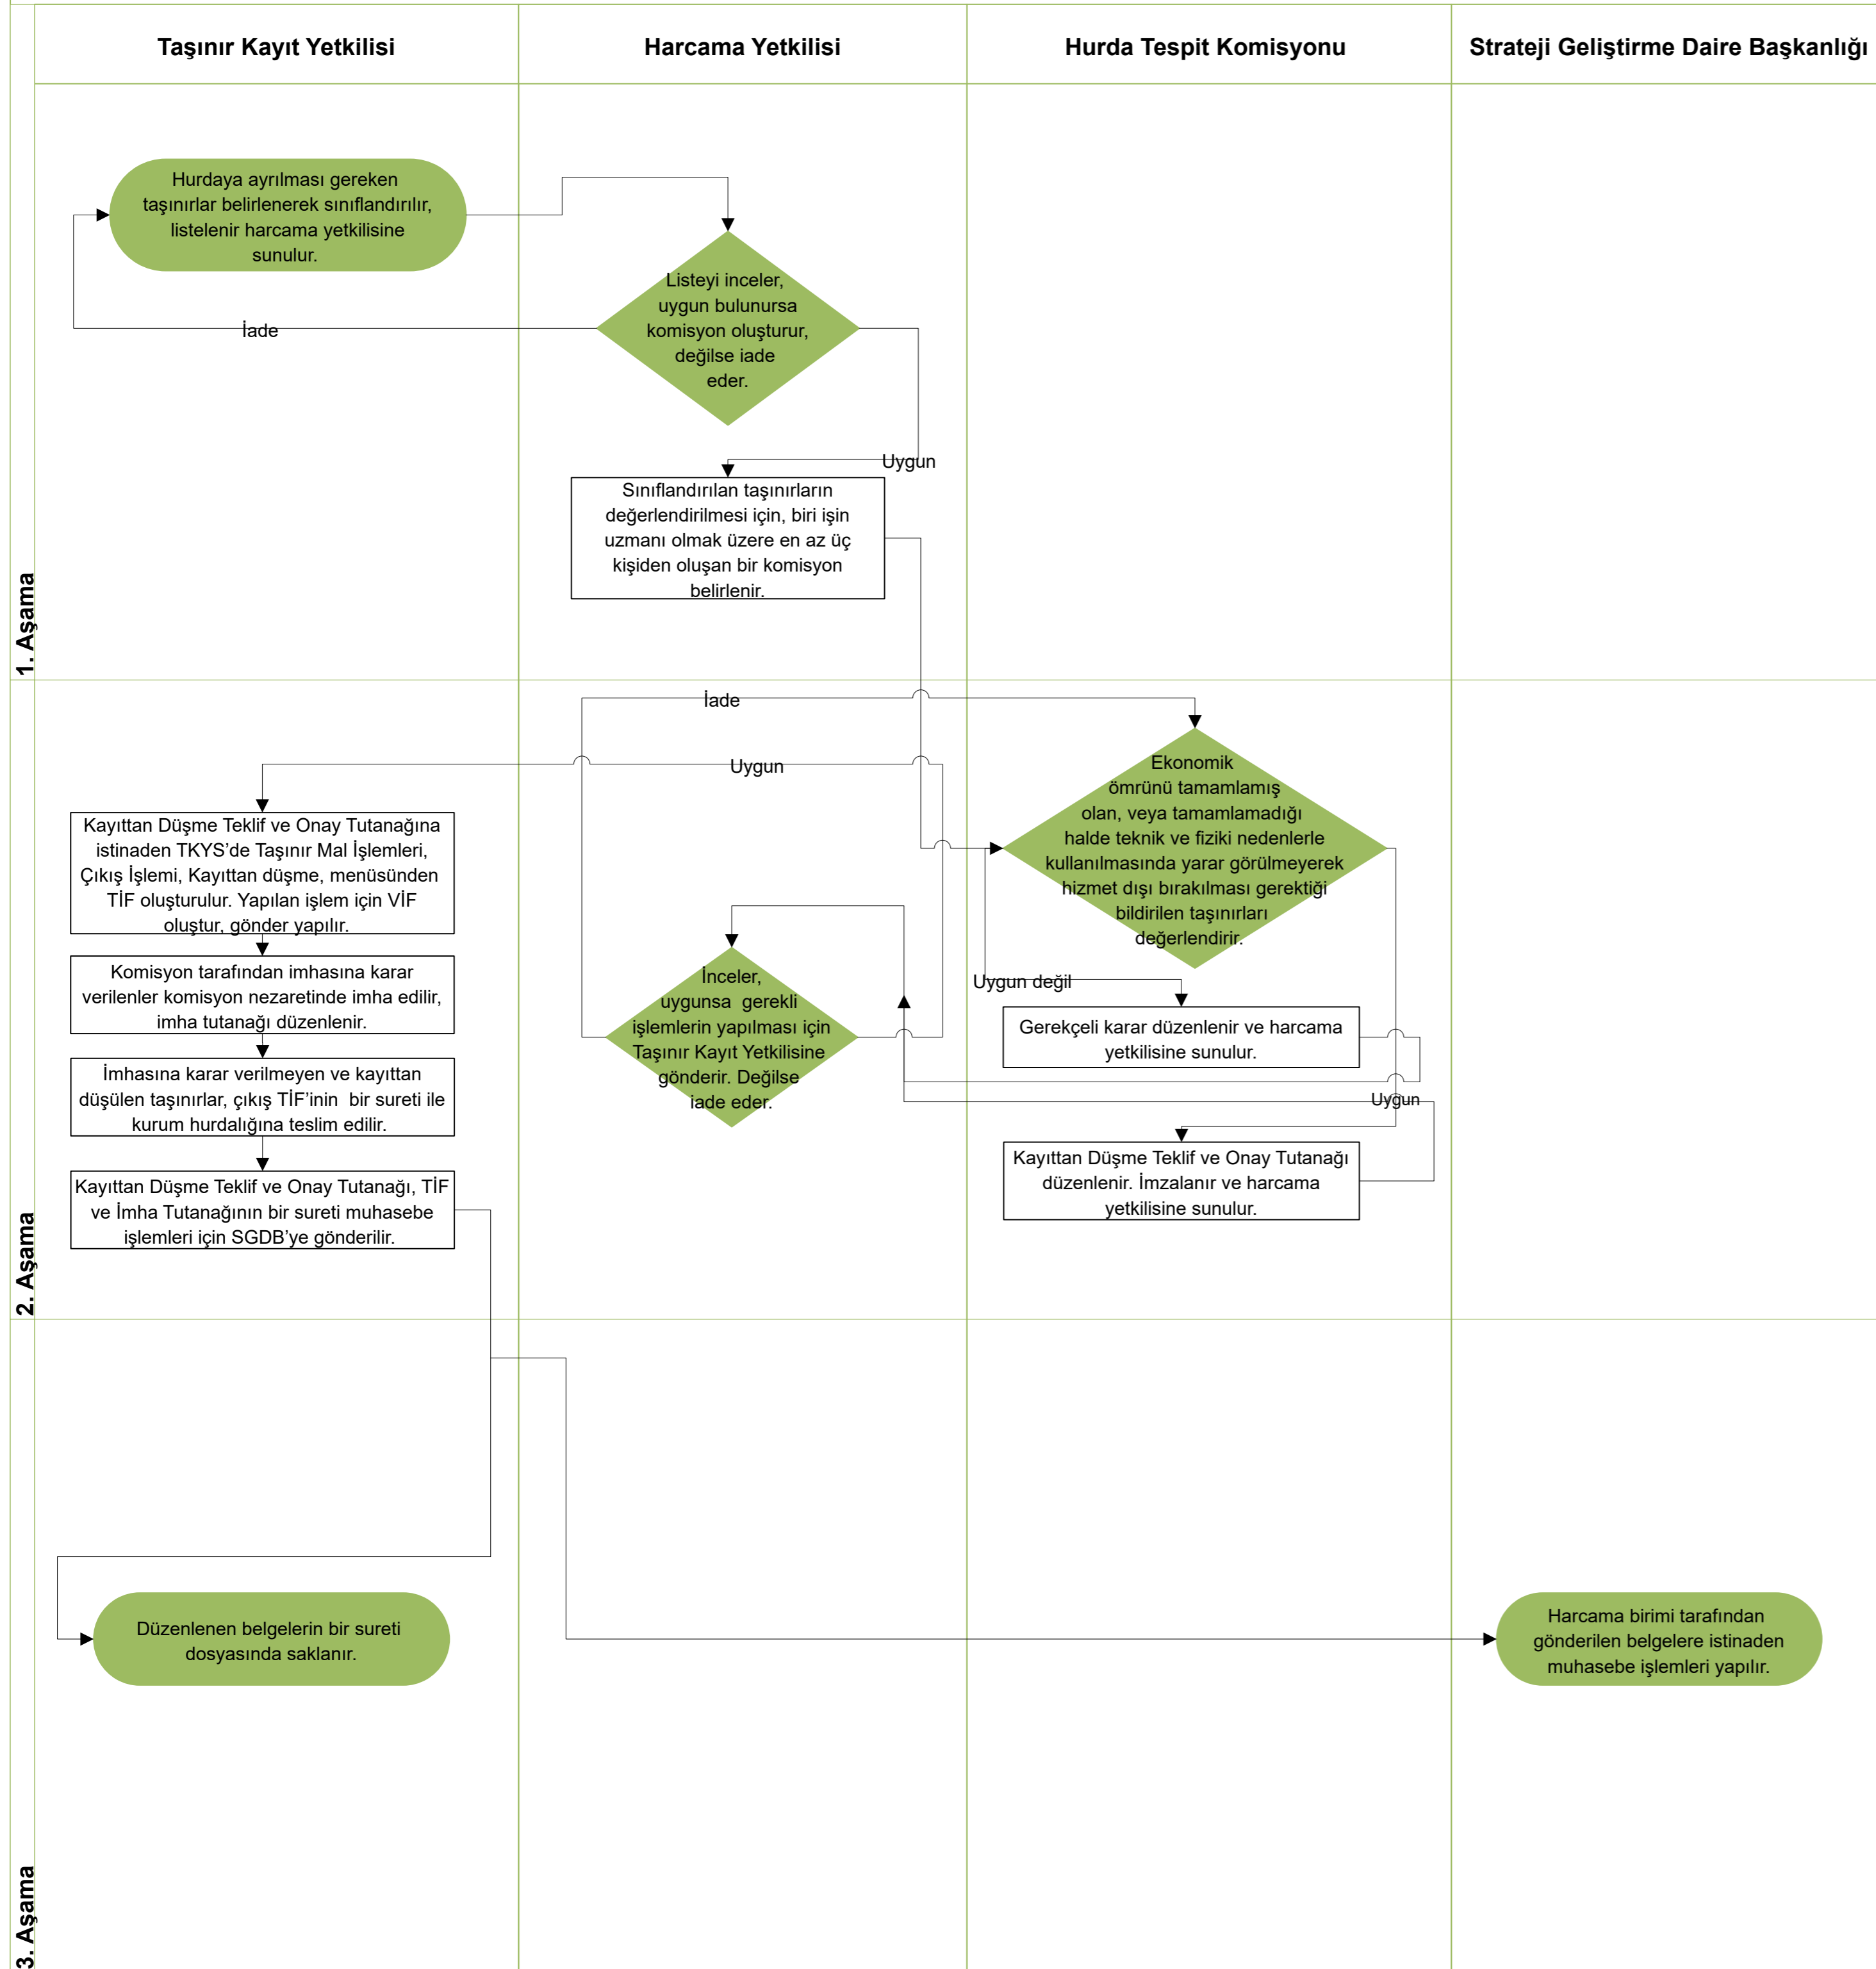 Taşınır Kayıt Yetkilisi
Harcama Yetkilisi
Hurda Tespit Komisyonu
Strateji Geliştirme Daire Başkanlığı
1. Aşama
Hurdaya ayrılması gereken
taşınırlar belirlenerek sınıflandırılır,
listelenir harcama yetkilisine
sunulur.
Listeyi inceler,
uygun bulunursa
komisyon oluşturur,
değilse iade
eder.
İade
Uygun
Sınıflandırılan taşınırların
değerlendirilmesi için, biri işin
uzmanı olmak üzere en az üç
kişiden oluşan bir komisyon
belirlenir.
2. Aşama
İade
Uygun
Ekonomik
ömrünü tamamlamış
olan, veya tamamlamadığı
halde teknik ve fiziki nedenlerle
kullanılmasında yarar görülmeyerek
hizmet dışı bırakılması gerektiği
bildirilen taşınırları
değerlendirir.
Kayıttan Düşme Teklif ve Onay Tutanağına
istinaden TKYS’de Taşınır Mal İşlemleri,
Çıkış İşlemi, Kayıttan düşme, menüsünden
TİF oluşturulur. Yapılan işlem için VİF
oluştur, gönder yapılır.
Komisyon tarafından imhasına karar
verilenler komisyon nezaretinde imha edilir,
imha tutanağı düzenlenir.
İnceler,
uygunsa  gerekli
işlemlerin yapılması için
Taşınır Kayıt Yetkilisine
gönderir. Değilse
iade eder.
Uygun değil
Gerekçeli karar düzenlenir ve harcama
yetkilisine sunulur.
İmhasına karar verilmeyen ve kayıttan
düşülen taşınırlar, çıkış TİF’inin  bir sureti ile
kurum hurdalığına teslim edilir.
Uygun
Kayıttan Düşme Teklif ve Onay Tutanağı
düzenlenir. İmzalanır ve harcama
yetkilisine sunulur.
Kayıttan Düşme Teklif ve Onay Tutanağı, TİF
ve İmha Tutanağının bir sureti muhasebe
işlemleri için SGDB’ye gönderilir.
3. Aşama
Düzenlenen belgelerin bir sureti
dosyasında saklanır.
Harcama birimi tarafından
gönderilen belgelere istinaden
muhasebe işlemleri yapılır.